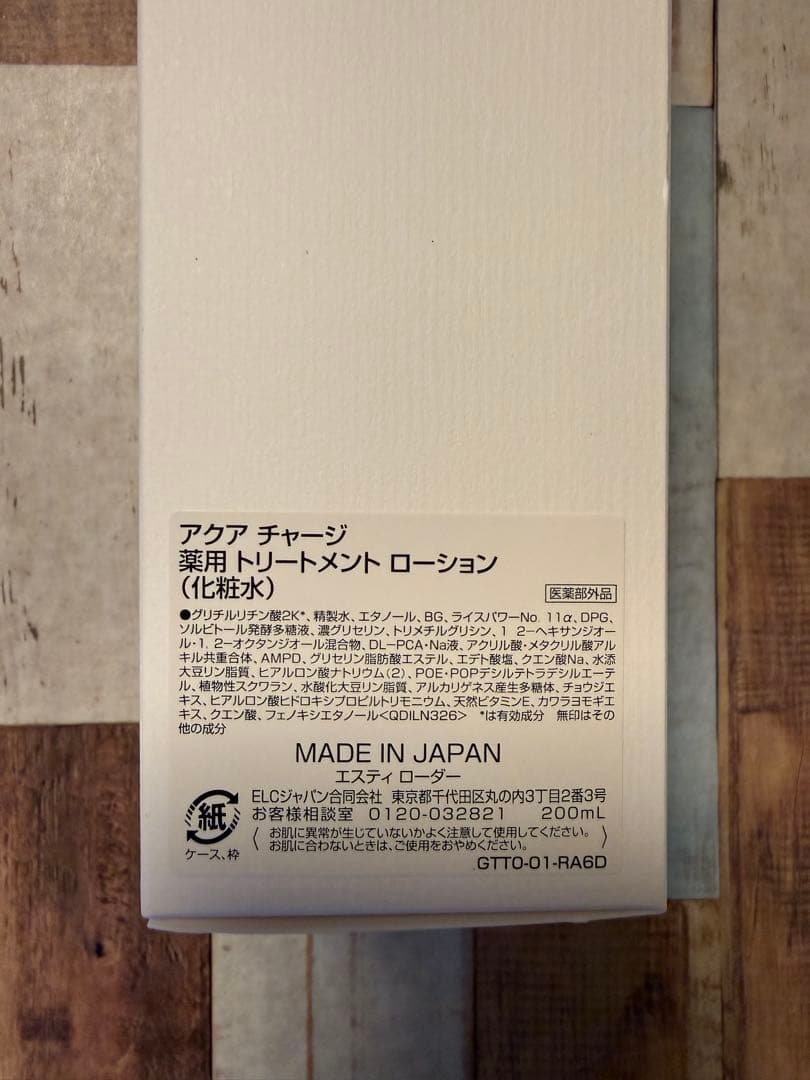 アクア チャージ
薬用 トリートメント ローション
（化粧水）
医薬部外品
●グリチルリチン酸2K*、精製水、エタノール、BG、ライスパワーNo. 11α、DPG、
ソルビトール発酵多糖液、濃グリセリン、トリメチルグリシン、1 2-ヘキサンジオー
ル・1, 2-オクタンジオール混合物、DL-PCA・Na液、アクリル酸・メタクリル酸アル
キル共重合体、AMPD、グリセリン脂肪酸エステル、エデト酸塩、クエン酸Na、水添
大豆リン脂質、ヒアルロン酸ナトリウム（2）、POE・POPデシルテトラデシルエーテ
ル、植物性スクワラン、水酸化大豆リン脂質、アルカリゲネス産生多糖体、チョウジエ
キス、ヒアルロン酸ヒドロキシプロピルトリモニウム、天然ビタミンE、カワラヨモギエ
キス、クエン酸、フェノキシエタノール<QDILN326> *は有効成分 無印はその
他の成分
MADE IN JAPAN
エスティ ローダー
紙
ケース、枠
ELCジャパン合同会社 東京都千代田区丸の内3丁目2番3号
お客様相談室 0120-032821 200mL
〈お肌に異常が生じていないかよく注意して使用してください。
お肌に合わないときは、ご使用をおやめください。〉
GTT0-01-RA6D